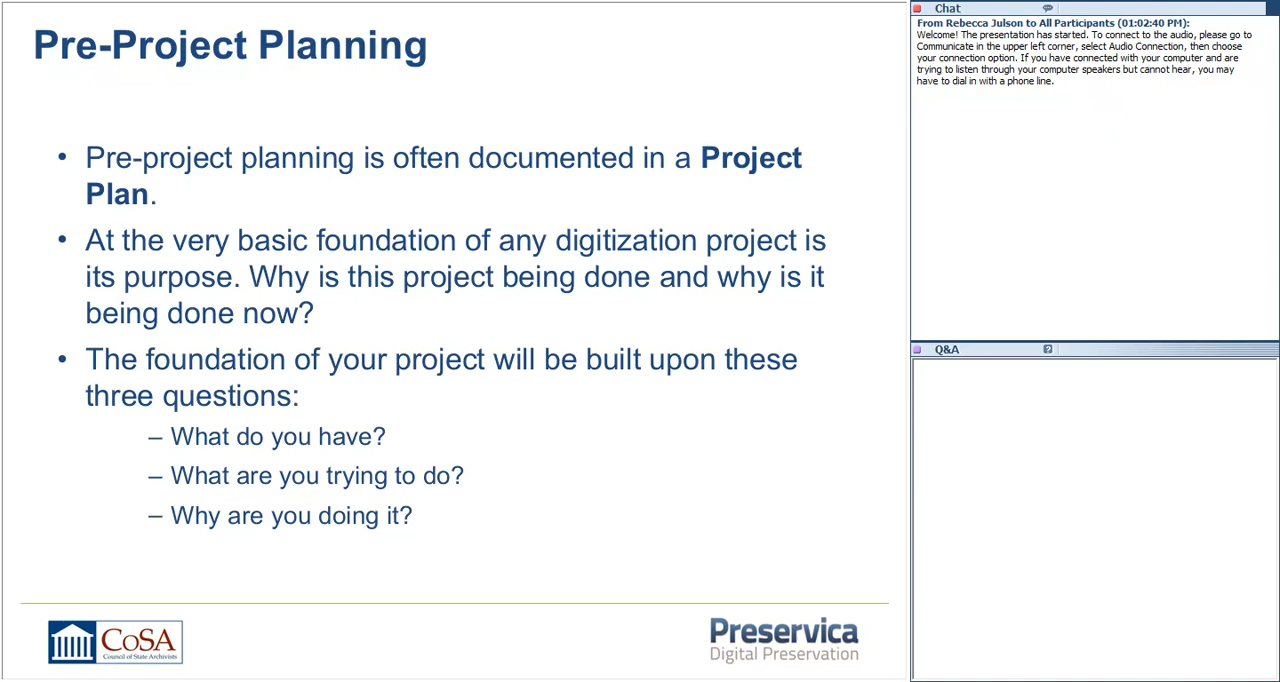 Pre-Project Planning
• Pre-project planning is often documented in a Project
Plan.
• At the very basic foundation of any digitization project is
its purpose. Why is this project being done and why is it
being done now?
• The foundation of your project will be built upon these
three questions:
– What do you have?
– What are you trying to do?
– Why are you doing it?
CoSA
Council of State Archivists
Preservica
Digital Preservation
Chat
From Rebecca Julson to All Participants (01:02:40 PM):
Welcome! The presentation has started. To connect to the audio, please go to
Communicate in the upper left corner, select Audio Connection, then choose
your connection option. If you have connected with your computer and are
trying to listen through your computer speakers but cannot hear, you may
have to dial in with a phone line.
Q&A